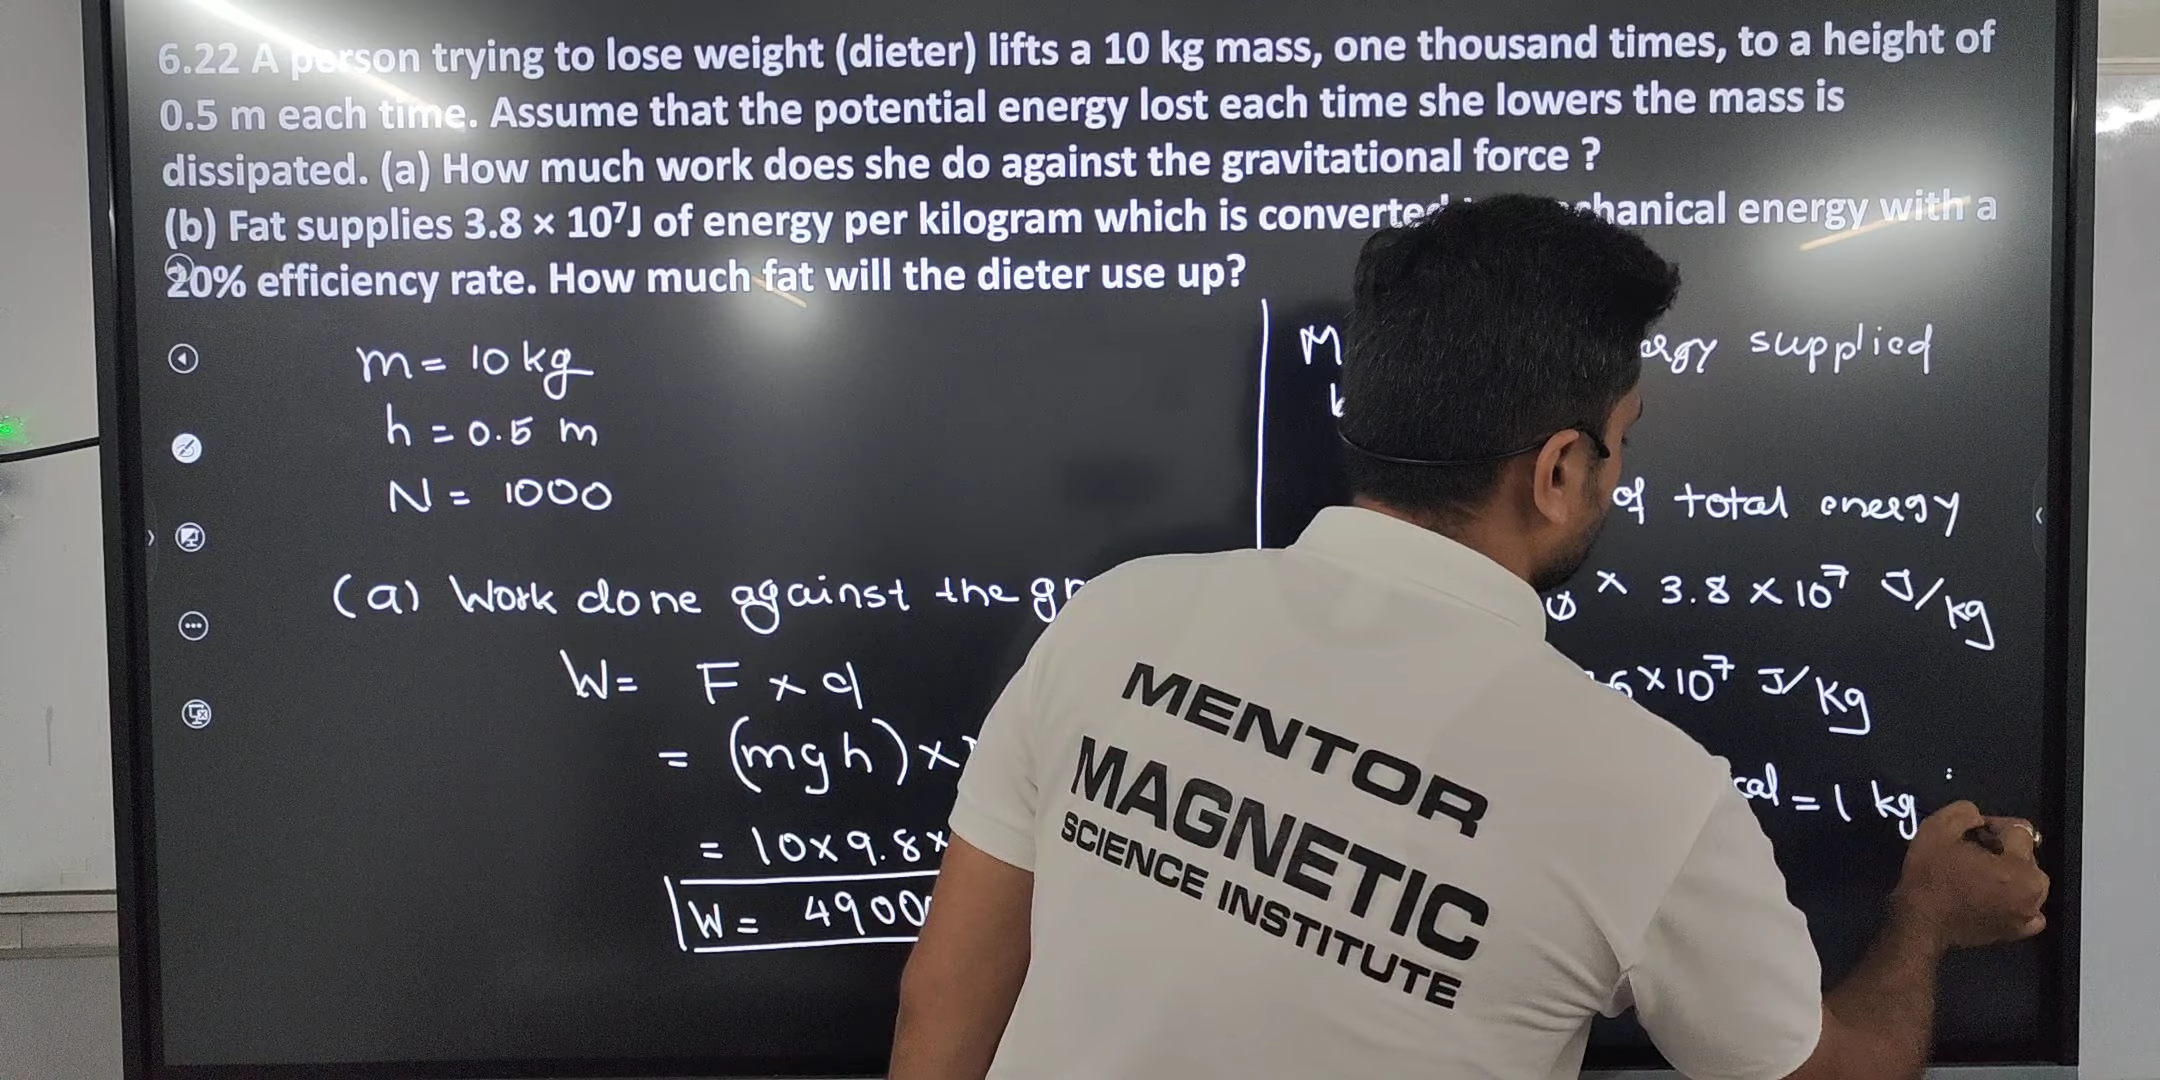 6.22 A person trying to lose weight (dieter) lifts a 10 kg mass, one thousand times, to a height of
0.5 m each time. Assume that the potential energy lost each time she lowers the mass is
dissipated. (a) How much work does she do against the gravitational force ?
(b) Fat supplies 3.8 × 10⁷J of energy per kilogram which is converted mechanical energy with a
20% efficiency rate. How much fat will the dieter use up?
m = 10 kg
h = 0.5 m
N = 1000
(a) Work done against the
W = F × d
= (mgh) ×
= 10 × 9.8 ×
W = 4900
supplied
of total energy
× 3.8 × 10⁷ J/kg
6 × 10⁷ J/kg
= 1 kg
MENTOR
MAGNETIC
SCIENCE INSTITUTE